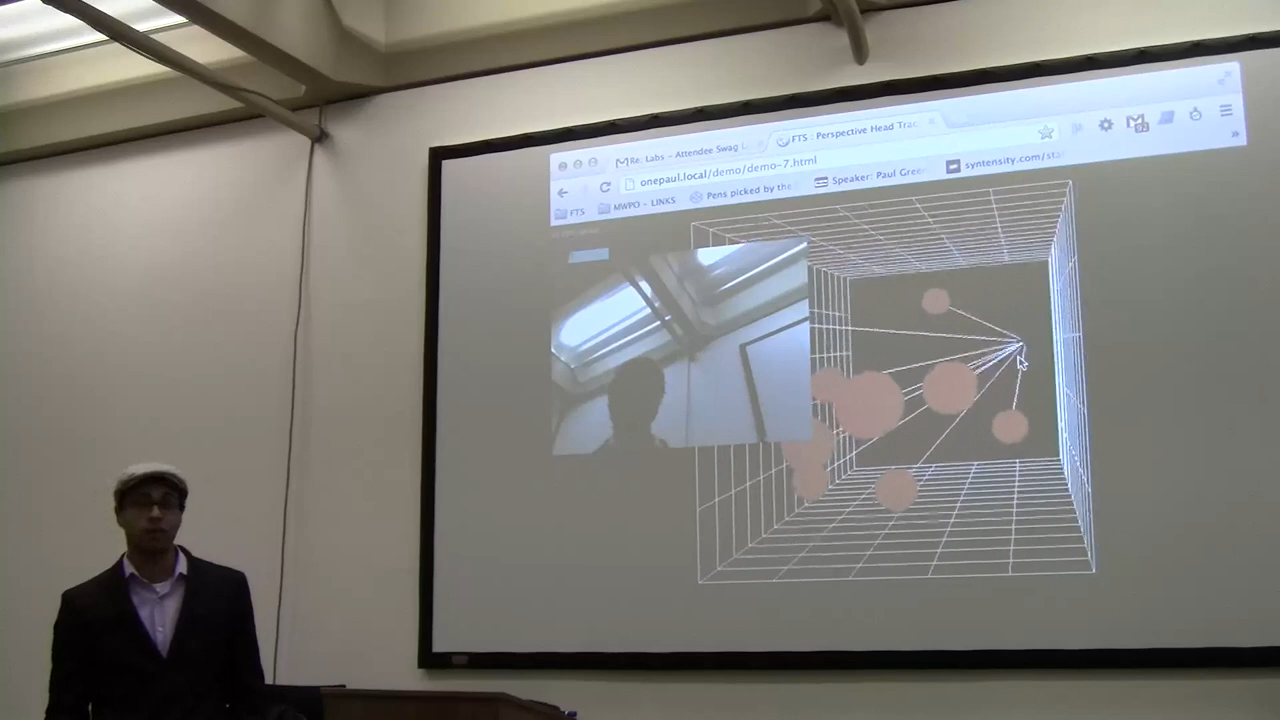 Re: Labs - Attendee Swag
FTS : Perspective Head Trac
onepaul.local/demo/demo-7.html
92
FTS
MWPO - LINKS
Pens picked by the
Speaker: Paul Gree
syntensity.com/sta